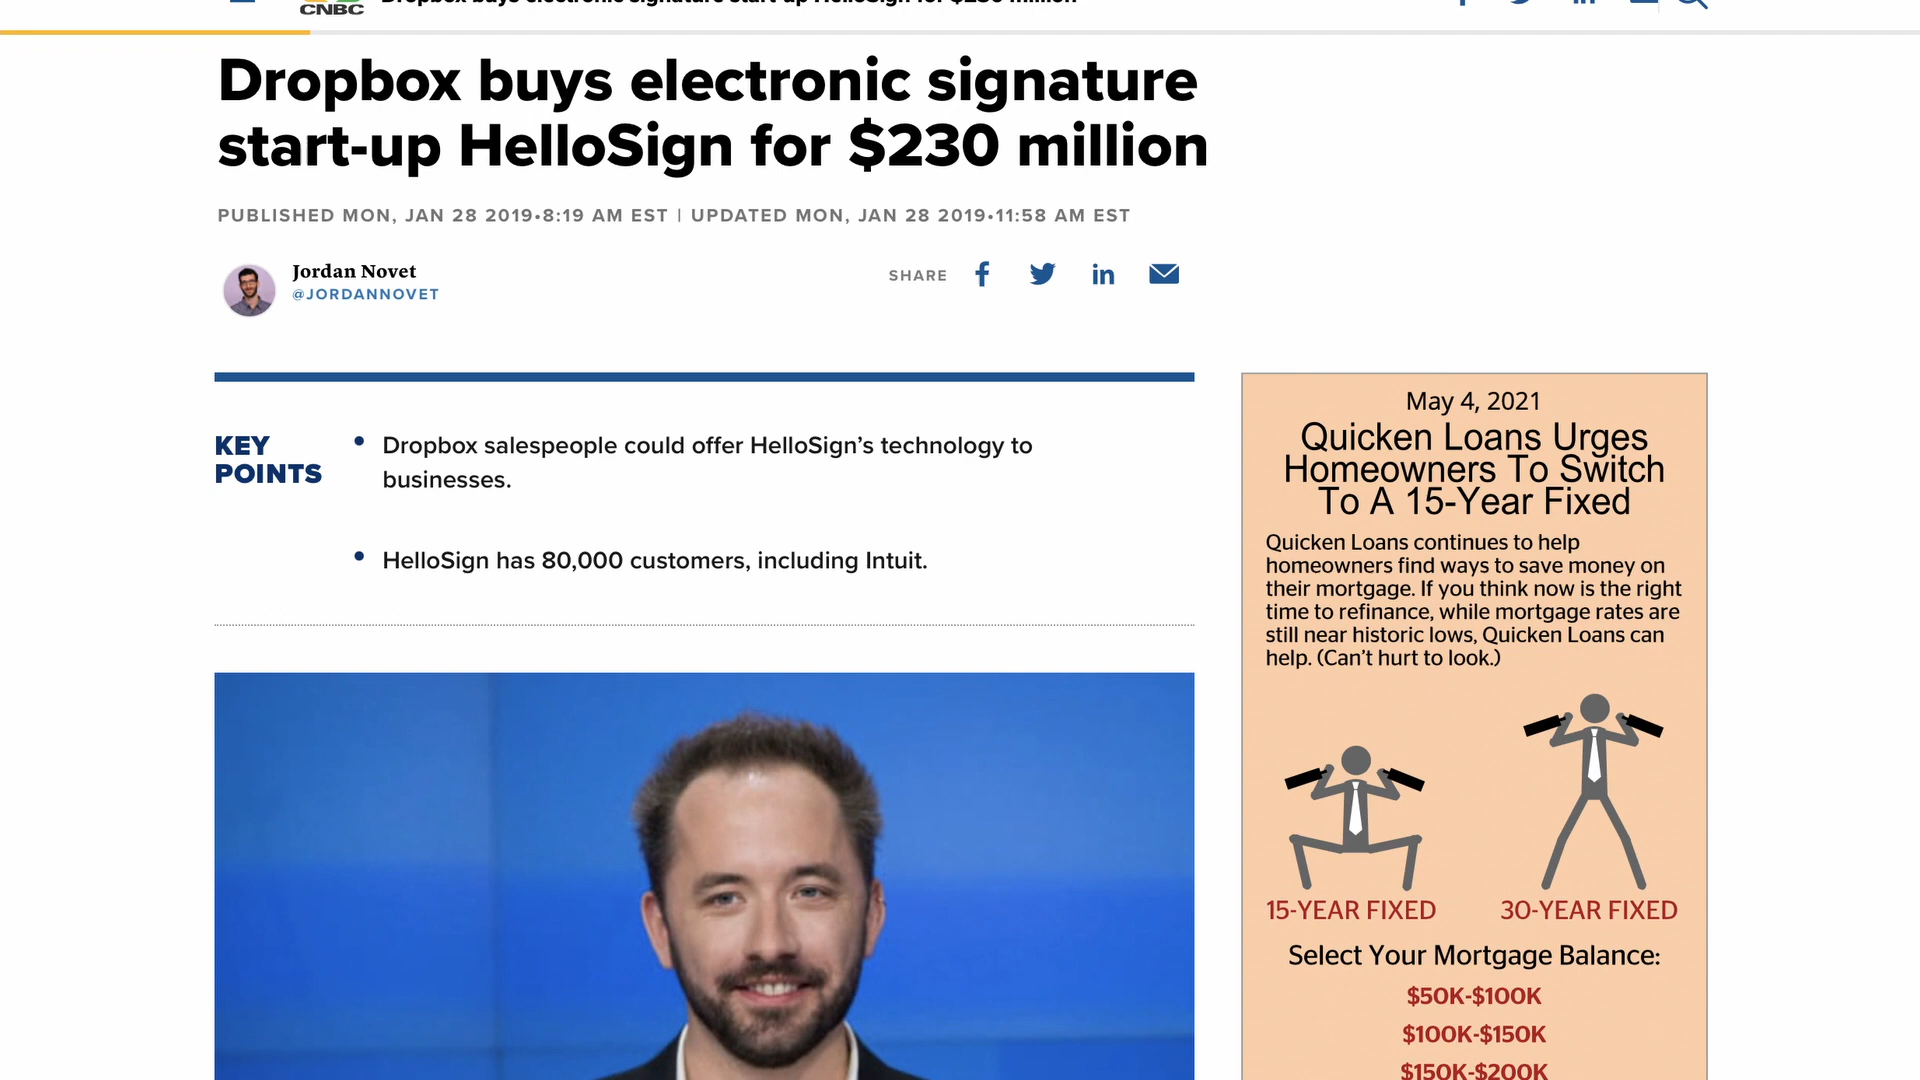 CNBC
Dropbox buys electronic signature start-up HelloSign for $230 million
Dropbox buys electronic signature
start-up HelloSign for $230 million
PUBLISHED MON, JAN 28 2019•8:19 AM EST | UPDATED MON, JAN 28 2019•11:58 AM EST
Jordan Novet
@JORDANNOVET
SHARE
KEY
POINTS
• Dropbox salespeople could offer HelloSign’s technology to
businesses.
• HelloSign has 80,000 customers, including Intuit.
May 4, 2021
Quicken Loans Urges
Homeowners To Switch
To A 15-Year Fixed
Quicken Loans continues to help
homeowners find ways to save money on
their mortgage. If you think now is the right
time to refinance, while mortgage rates are
still near historic lows, Quicken Loans can
help. (Can’t hurt to look.)
15-YEAR FIXED
30-YEAR FIXED
Select Your Mortgage Balance:
$50K-$100K
$100K-$150K
$150K-$200K